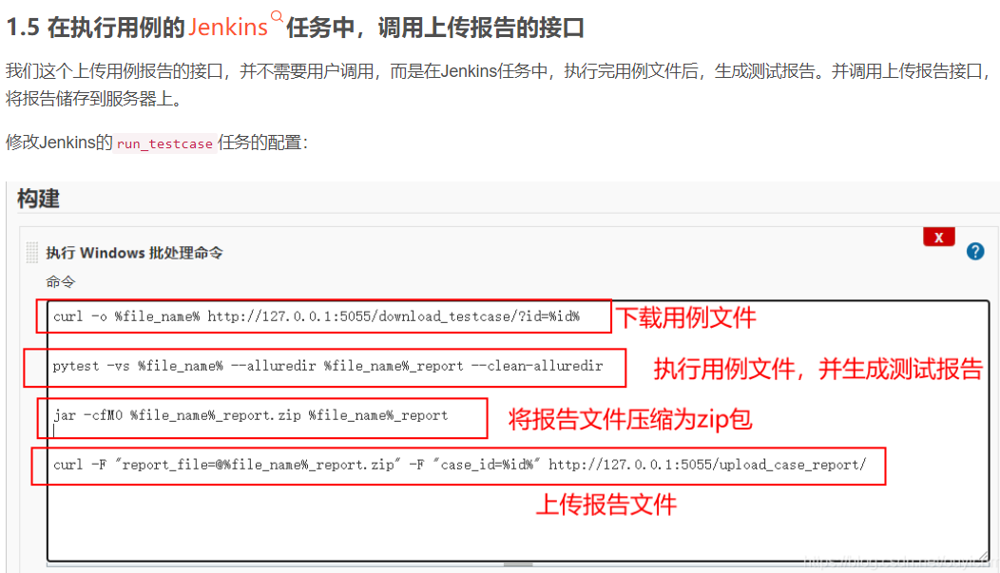 1.5 在执行用例的Jenkins任务中，调用上传报告的接口
我们这个上传用例报告的接口，并不需要用户调用，而是在Jenkins任务中，执行完用例文件后，生成测试报告。并调用上传报告接口，
将报告储存到服务器上。
修改Jenkins的 run_testcase 任务的配置：
构建
X
执行 Windows 批处理命令
?
命令
curl -o %file_name% http://127.0.0.1:5055/download_testcase/?id=%id%
下载用例文件
pytest -vs %file_name% --alluredir %file_name%_report --clean-alluredir
执行用例文件，并生成测试报告
jar -cfM0 %file_name%_report.zip %file_name%_report
将报告文件压缩为zip包
curl -F "report_file=@%file_name%_report.zip" -F "case_id=%id%" http://127.0.0.1:5055/upload_case_report/
上传报告文件